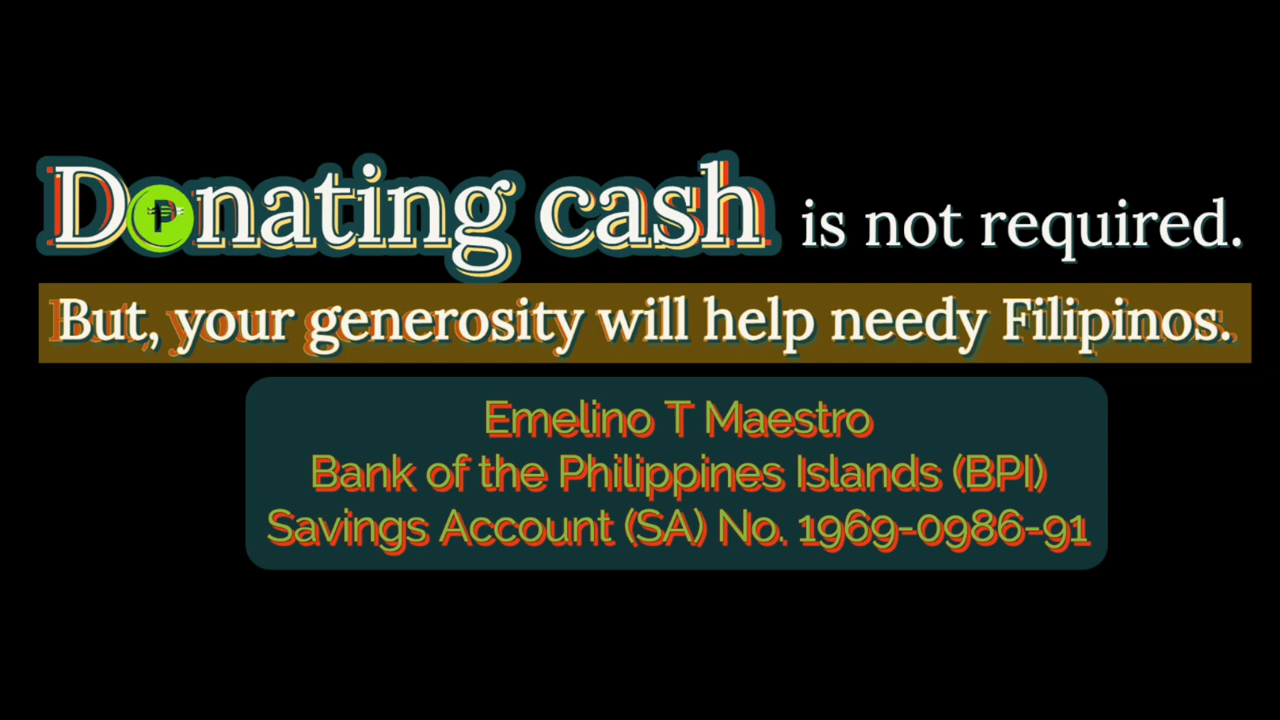 Donating cash is not required.
But, your generosity will help needy Filipinos.
Emelino T Maestro
Bank of the Philippines Islands (BPI)
Savings Account (SA) No. 1969-0986-91